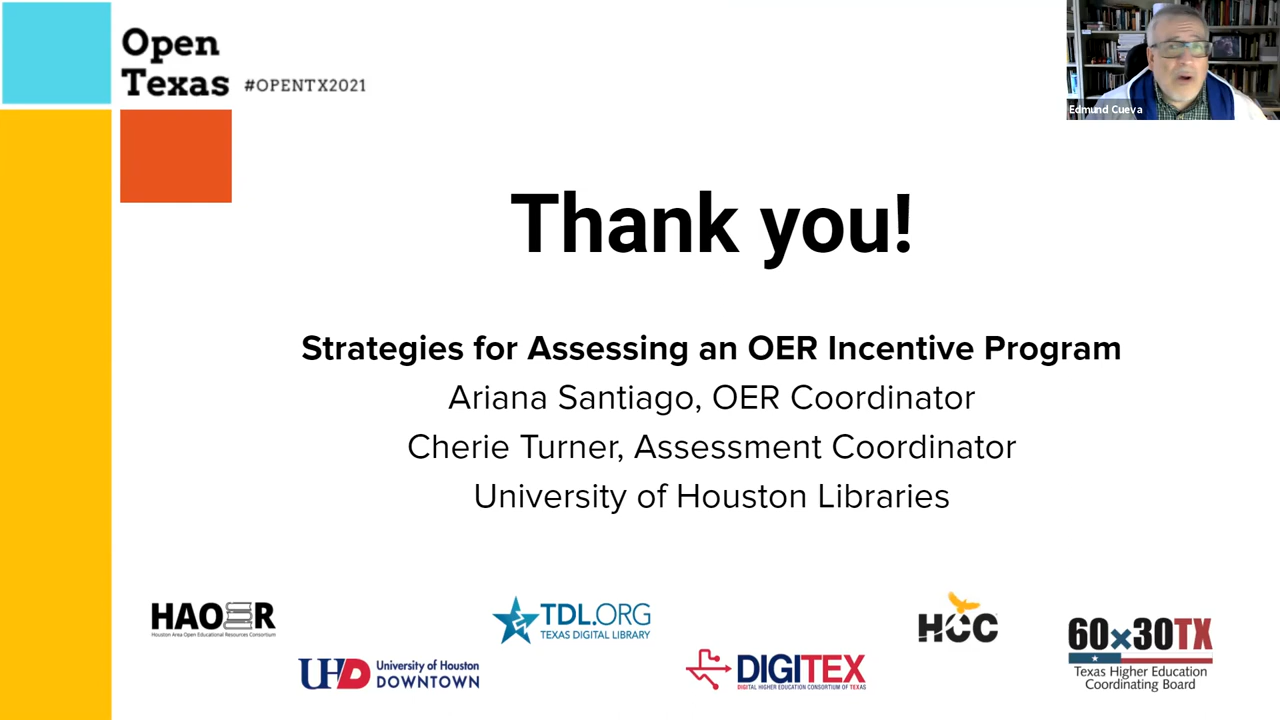 Open
Texas #OPENTX2021
Edmund Cueva
Thank you!
Strategies for Assessing an OER Incentive Program
Ariana Santiago, OER Coordinator
Cherie Turner, Assessment Coordinator
University of Houston Libraries
HAOER
Houston Area Open Educational Resources Consortium
UHD University of Houston
DOWNTOWN
TDL.ORG
TEXAS DIGITAL LIBRARY
DIGITEX
DIGITAL HIGHER EDUCATION CONSORTIUM OF TEXAS
HCC
60x30TX
Texas Higher Education
Coordinating Board